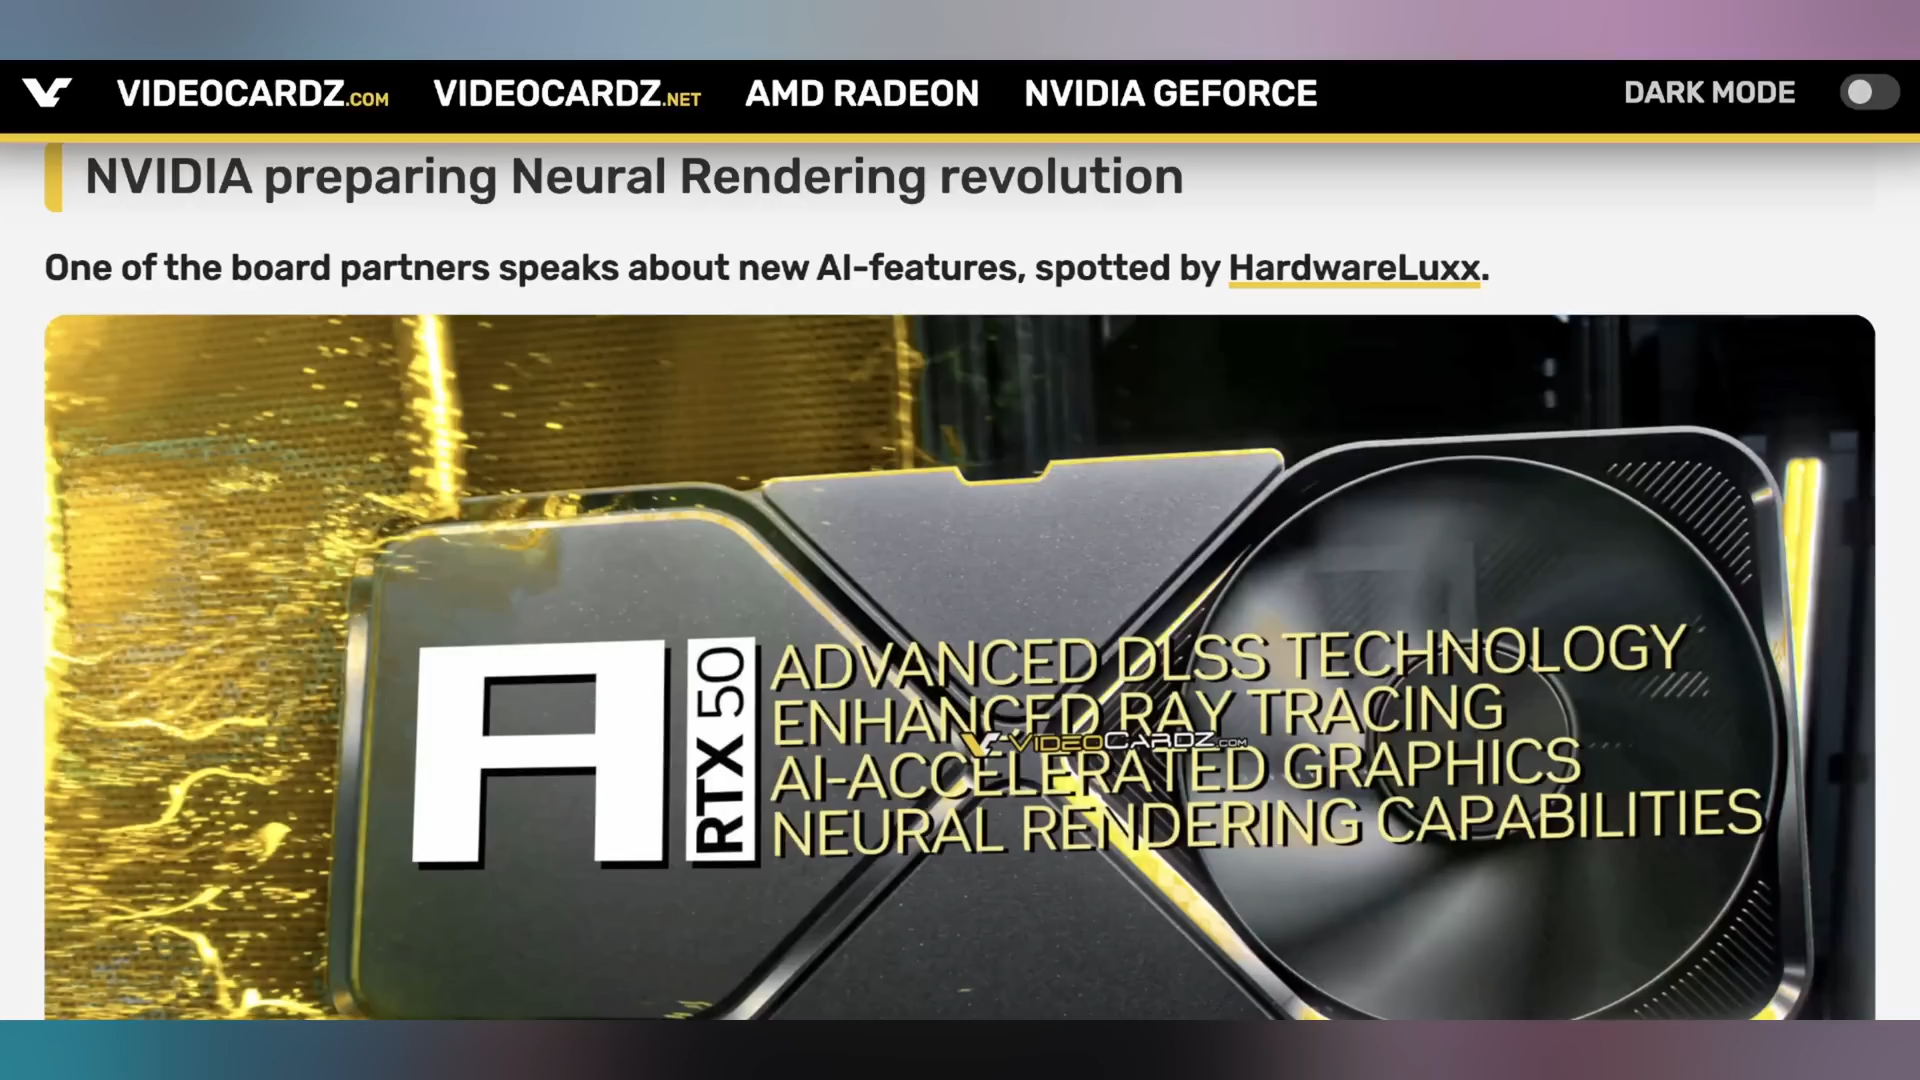 VIDEOCARDZ.COM VIDEOCARDZ.NET AMD RADEON NVIDIA GEFORCE DARK MODE
NVIDIA preparing Neural Rendering revolution
One of the board partners speaks about new AI-features, spotted by HardwareLuxx.
A
RTX 50
ADVANCED DLSS TECHNOLOGY
ENHANCED RAY TRACING
VIDEOCARDZ.COM
AI-ACCELERATED GRAPHICS
NEURAL RENDERING CAPABILITIES